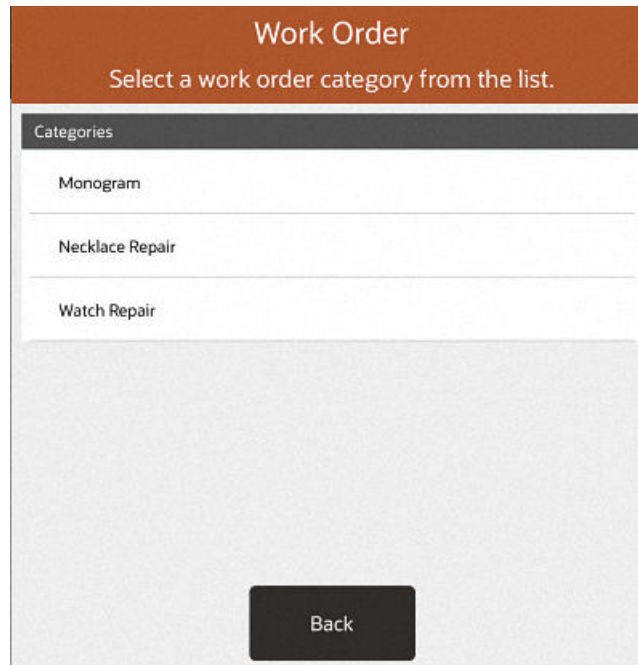 Work Order
Select a work order category from the list.
Categories
Monogram
Necklace Repair
Watch Repair
Back